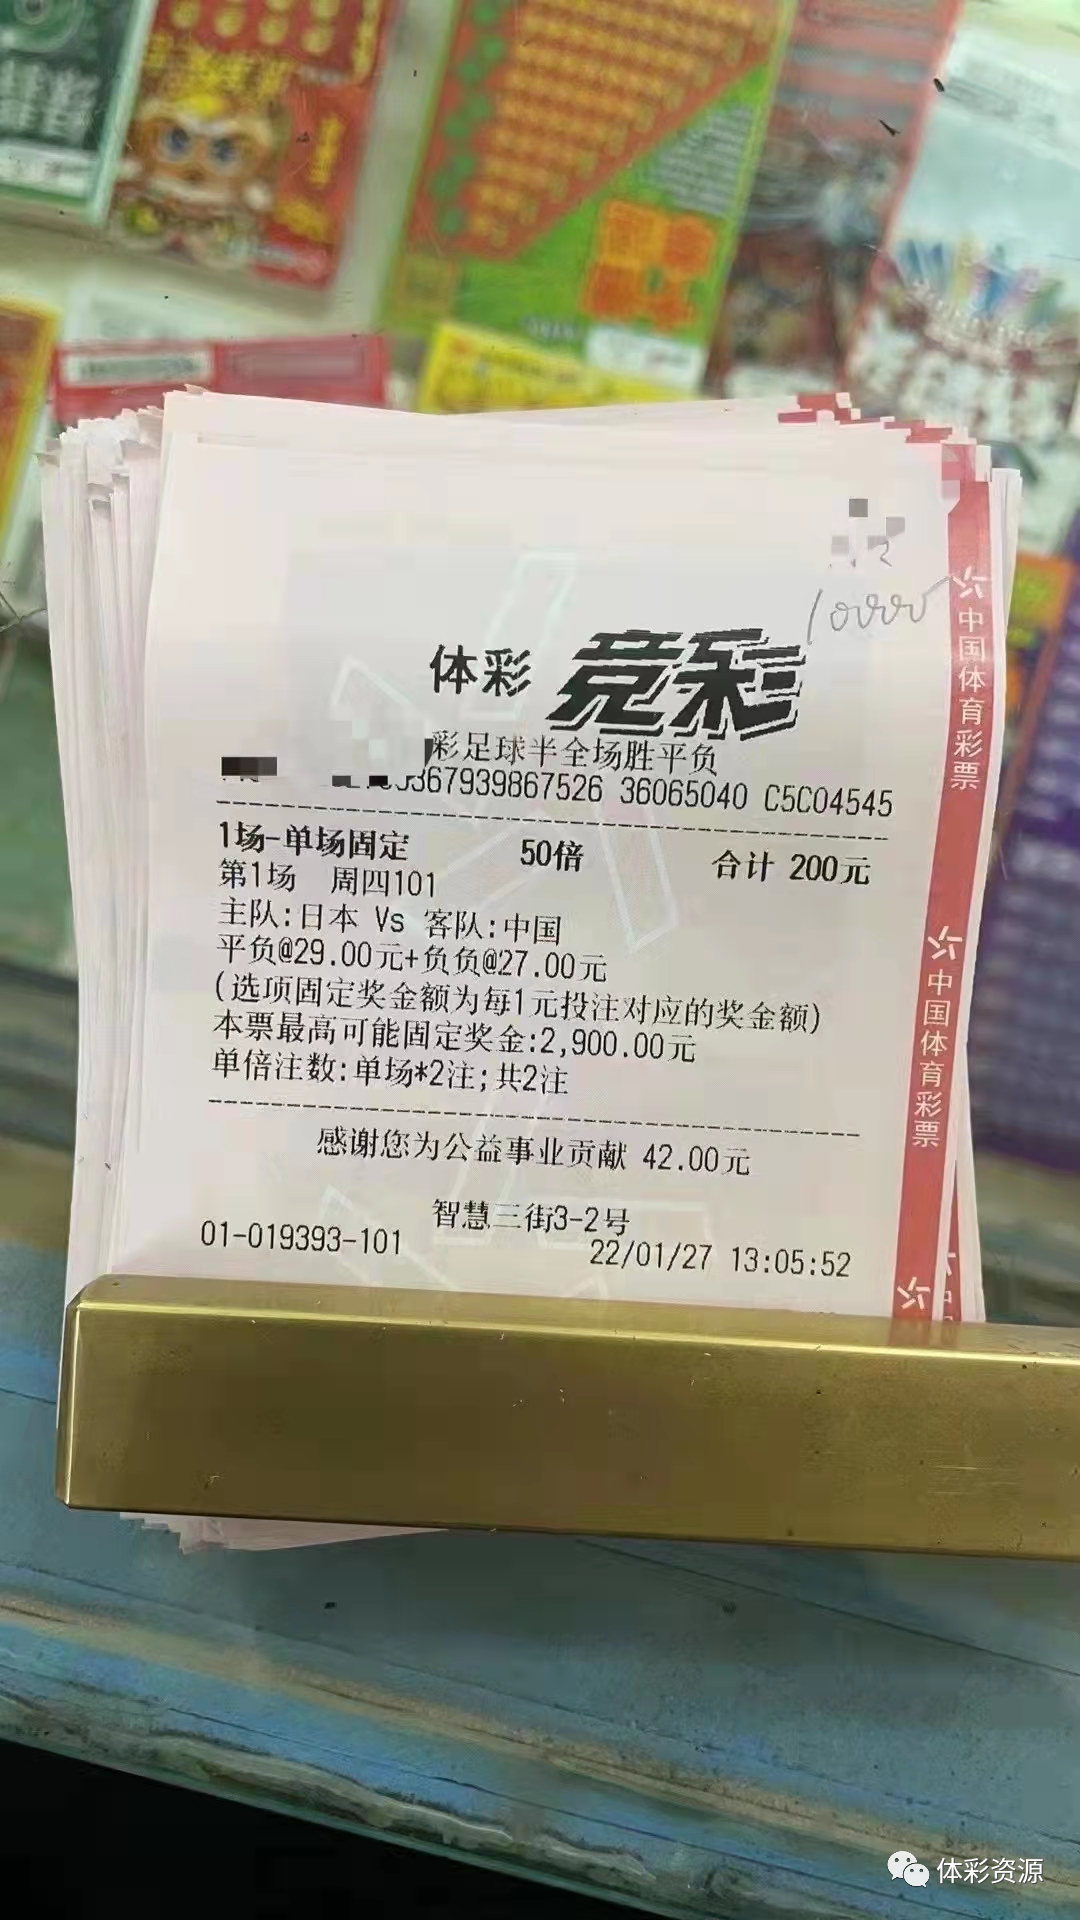 体彩 竞彩
彩足球半全场胜平负
367939867526 36065040 C5C04545
1场-单场固定 50倍 合计 200元
第1场 周四101
主队:日本 Vs 客队:中国
平负@29.00元+负负@27.00元
(选项固定奖金额为每1元投注对应的奖金额)
本票最高可能固定奖金:2,900.00元
单倍注数:单场*2注;共2注
感谢您为公益事业贡献 42.00元
智慧三街3-2号
01-019393-101 22/01/27 13:05:52
中国体育彩票
中国体育彩票
体彩资源